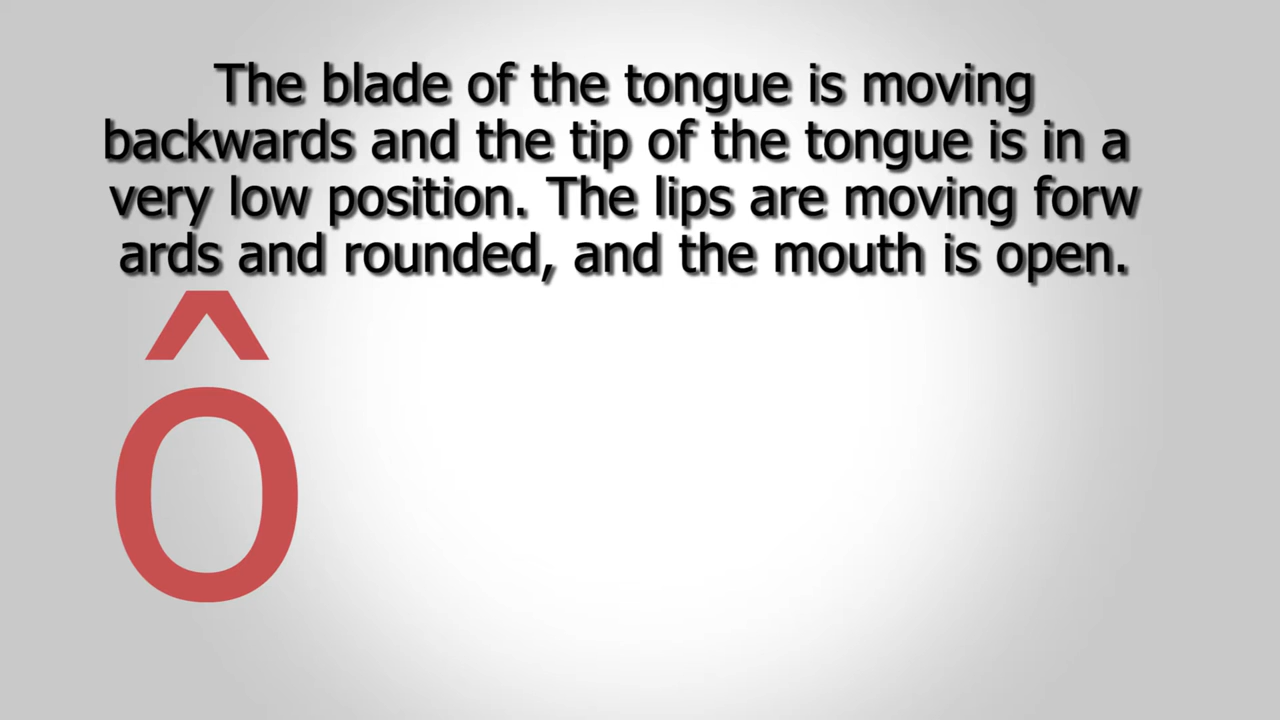 The blade of the tongue is moving
backwards and the tip of the tongue is in a
very low position. The lips are moving forw
ards and rounded, and the mouth is open.
ô